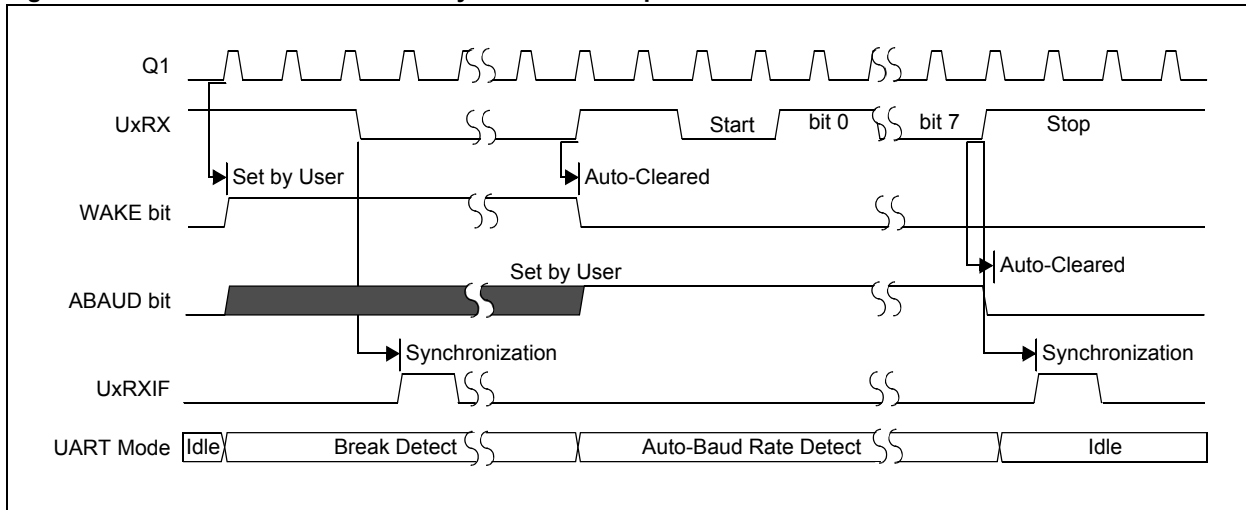 Q1
UxRX
Start
bit 0
bit 7
Stop
Set by User
Auto-Cleared
WAKE bit
Auto-Cleared
Set by User
ABAUD bit
Synchronization
Synchronization
UxRXIF
UART Mode
Idle
Break Detect
Auto-Baud Rate Detect
Idle